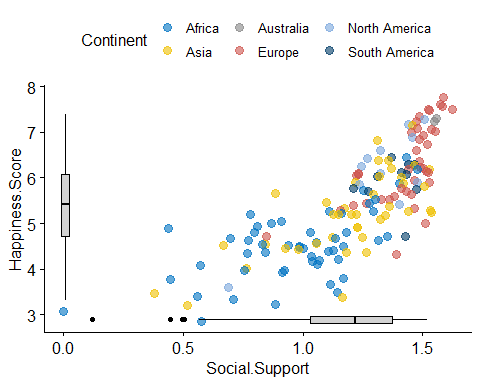 Continent
Africa
Australia
North America
Asia
Europe
South America
8
7
6
5
4
3
Happiness.Score
0.0
0.5
1.0
1.5
Social.Support